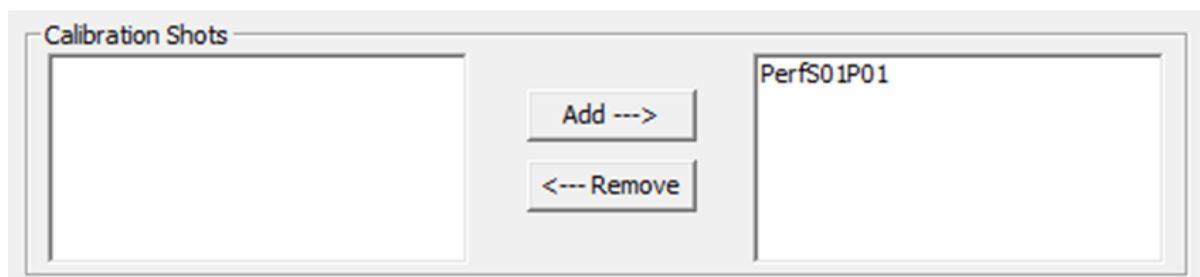 Calibration Shots
PerfS01P01
Add --->
<--- Remove